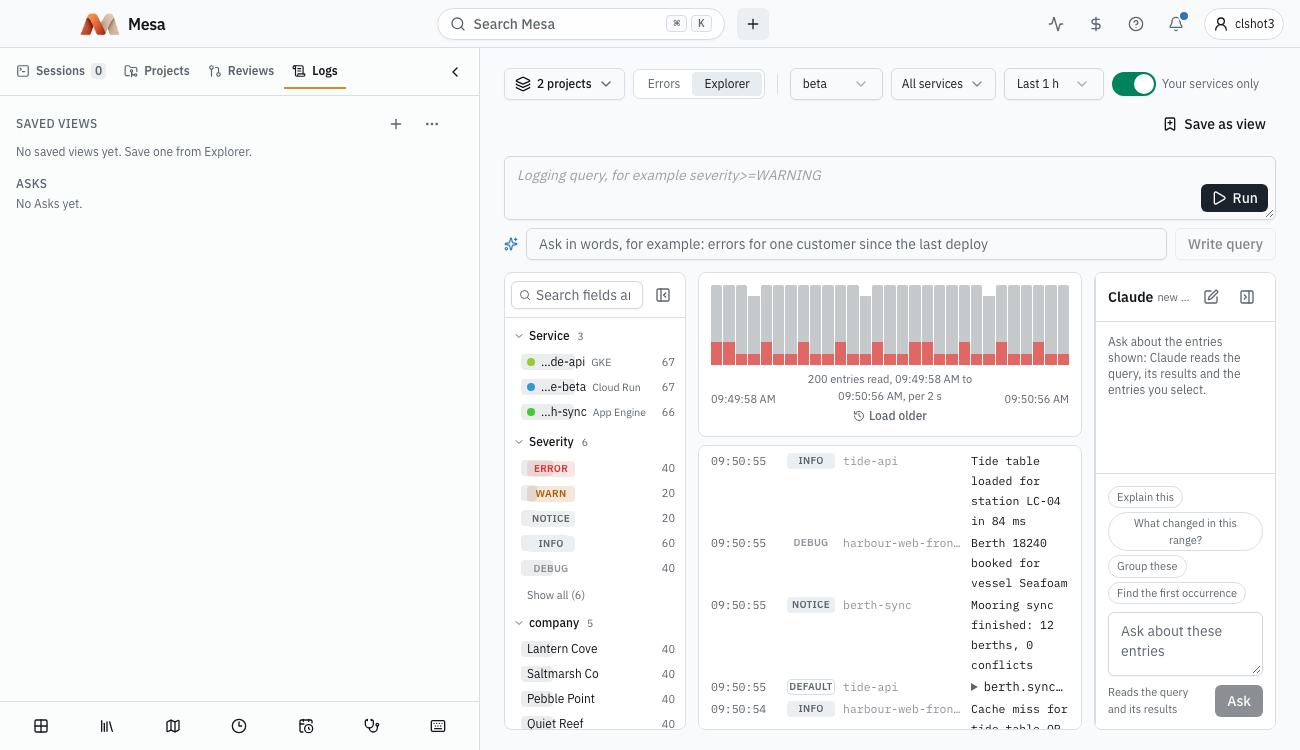 Mesa
Search Mesa
⌘ K
clshot3
Sessions 0
Projects
Reviews
Logs
SAVED VIEWS
No saved views yet. Save one from Explorer.
ASKS
No Asks yet.
2 projects
Errors
Explorer
beta
All services
Last 1 h
Your services only
Save as view
Logging query, for example severity>=WARNING
Run
Ask in words, for example: errors for one customer since the last deploy
Write query
Search fields ar
Service 3
...de-api GKE 67
...e-beta Cloud Run 67
...h-sync App Engine 66
Severity 6
ERROR 40
WARN 20
NOTICE 20
INFO 60
DEBUG 40
Show all (6)
company 5
Lantern Cove 40
Saltmarsh Co 40
Pebble Point 40
Quiet Reef 40
200 entries read, 09:49:58 AM to
09:50:56 AM, per 2 s
09:49:58 AM
09:50:56 AM
Load older
09:50:55 INFO tide-api Tide table
loaded for
station LC-04
in 84 ms
09:50:55 DEBUG harbour-web-fron... Berth 18240
booked for
vessel Seafoam
09:50:55 NOTICE berth-sync Mooring sync
finished: 12
berths, 0
conflicts
09:50:55 DEFAULT tide-api ▶ berth.sync...
09:50:54 INFO harbour-web-fron... Cache miss for
tide table OR
Claude new ...
Ask about the entries
shown: Claude reads the
query, its results and the
entries you select.
Explain this
What changed in this
range?
Group these
Find the first occurrence
Ask about these
entries
Reads the query
and its results
Ask